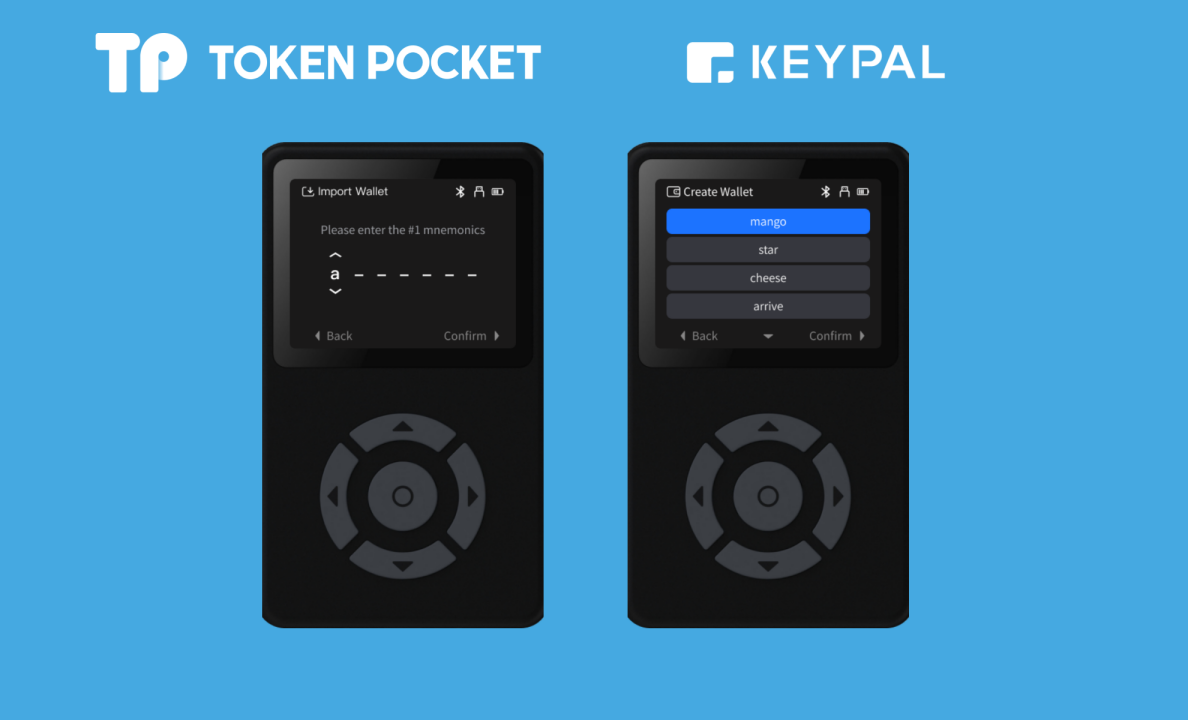 TP TOKEN POCKET
KEYPAL
Import Wallet
Please enter the #1 mnemonics
a – – – – – –
Back
Confirm
Create Wallet
mango
star
cheese
arrive
Back
Confirm